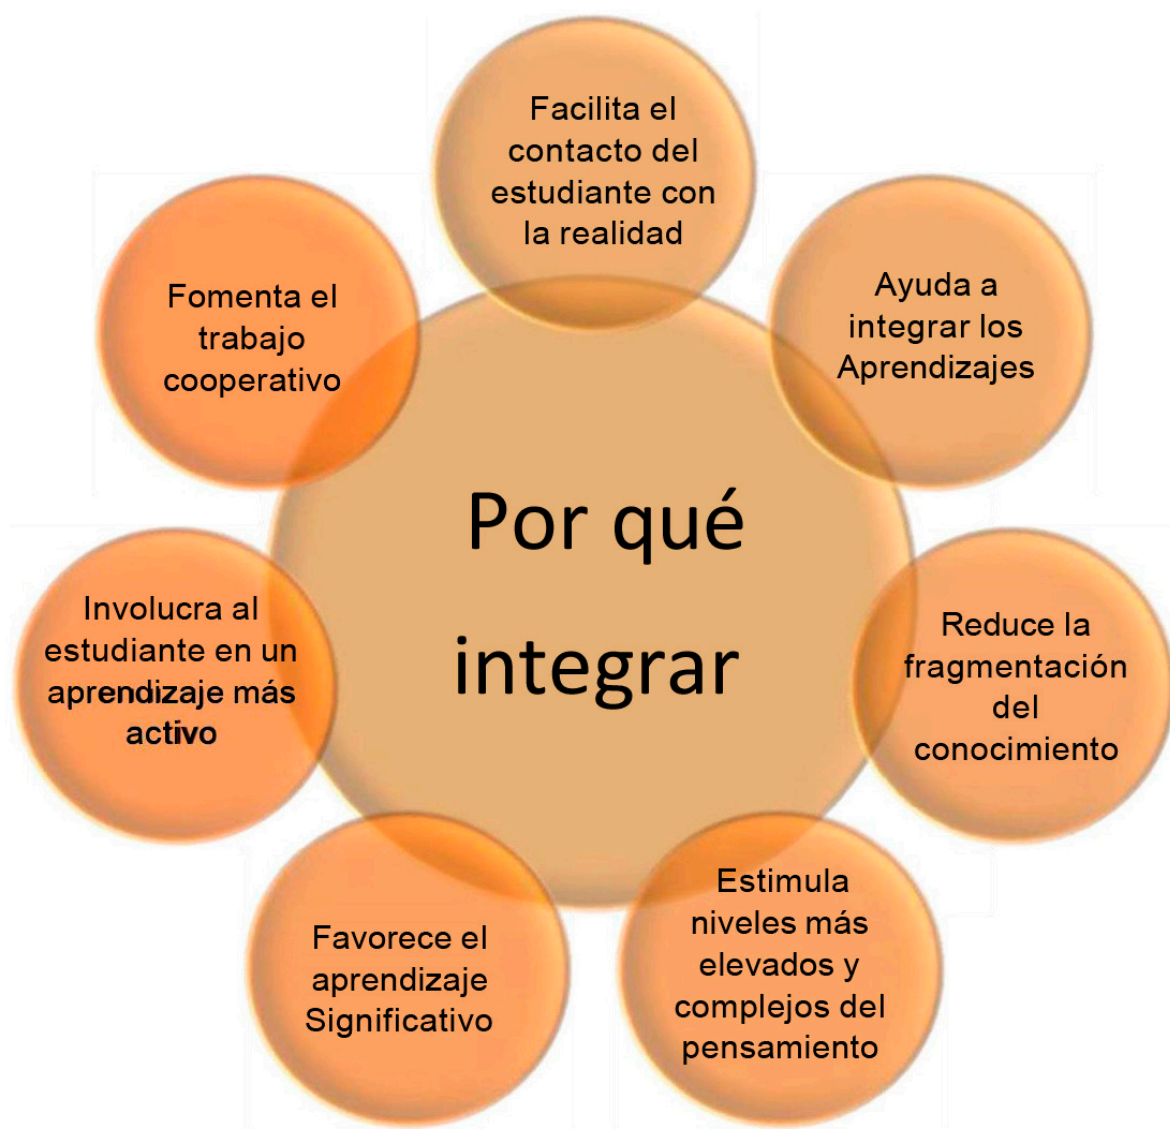 Facilita el
contacto del
estudiante con
la realidad
Ayuda a
integrar los
Aprendizajes
Reduce la
fragmentación
del
conocimiento
Estimula
niveles más
elevados y
complejos del
pensamiento
Favorece el
aprendizaje
Significativo
Involucra al
estudiante en un
aprendizaje más
activo
Fomenta el
trabajo
cooperativo
Por qué
integrar